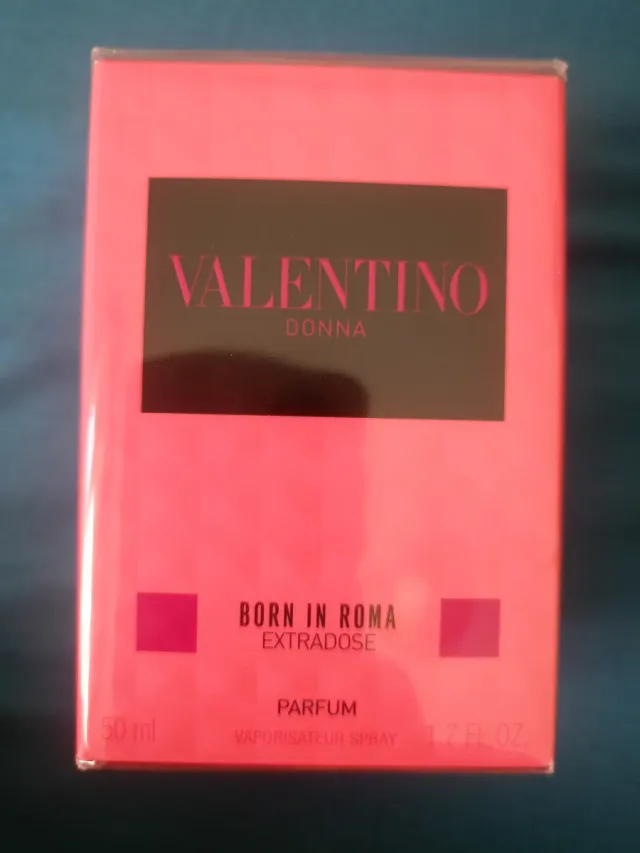 VALENTINO
DONNA
BORN IN ROMA
EXTRADOSE
PARFUM
50 ml VAPORISATEUR SPRAY 1.7 FL. OZ.